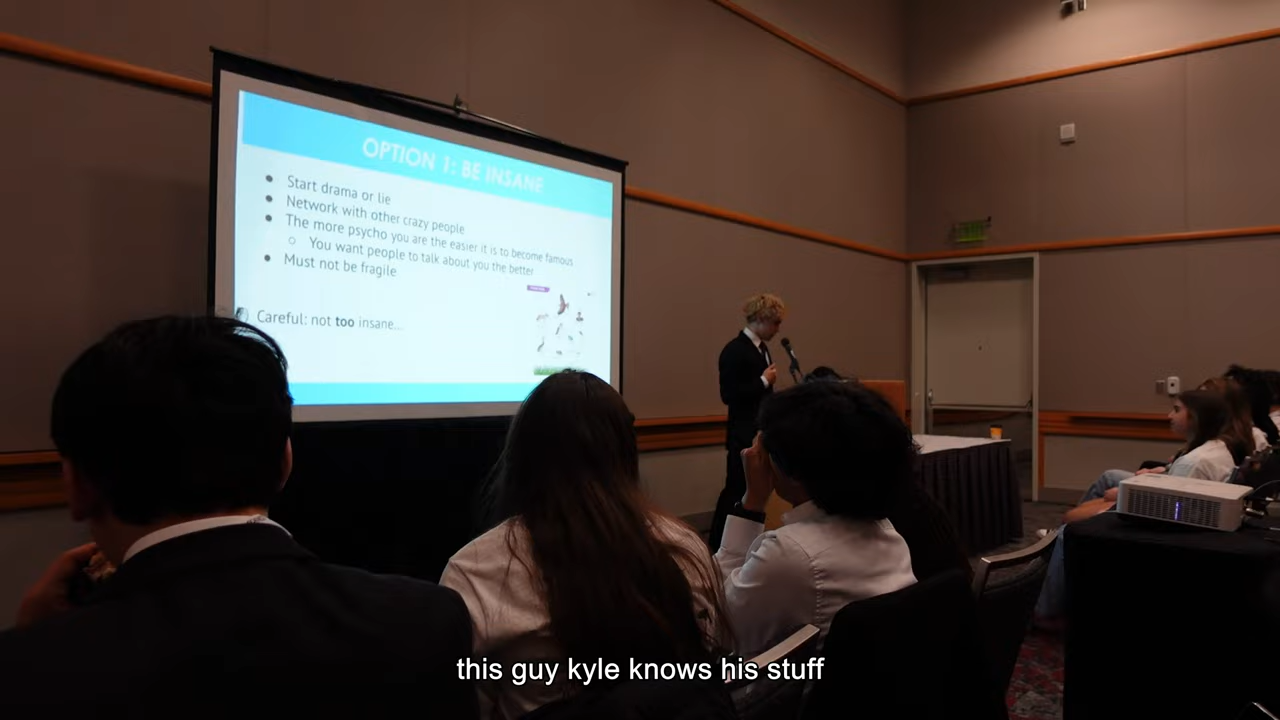 OPTION 1: BE INSANE
● Start drama or lie
● Network with other crazy people
● The more psycho you are the easier it is to become famous
○ You want people to talk about you the better
● Must not be fragile
Careful: not too insane...
this guy kyle knows his stuff